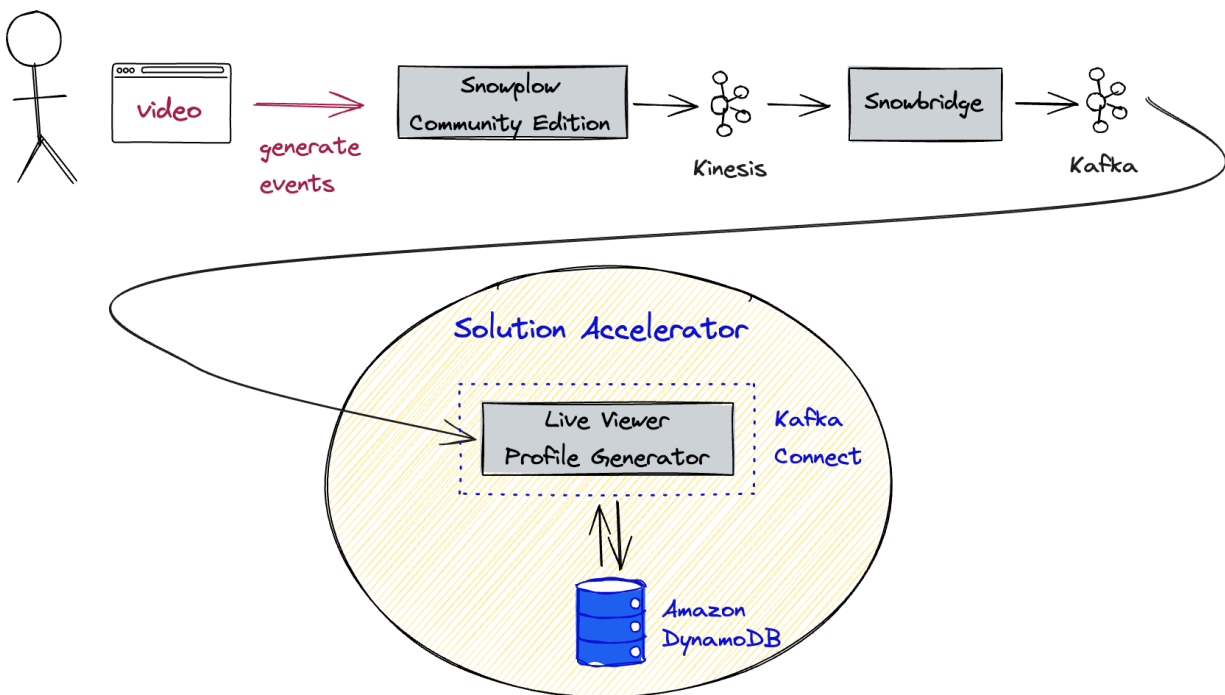 video
generate
events
Snowplow
Community Edition
Kinesis
Snowbridge
Kafka
Solution Accelerator
Live Viewer
Profile Generator
Kafka
Connect
Amazon
DynamoDB